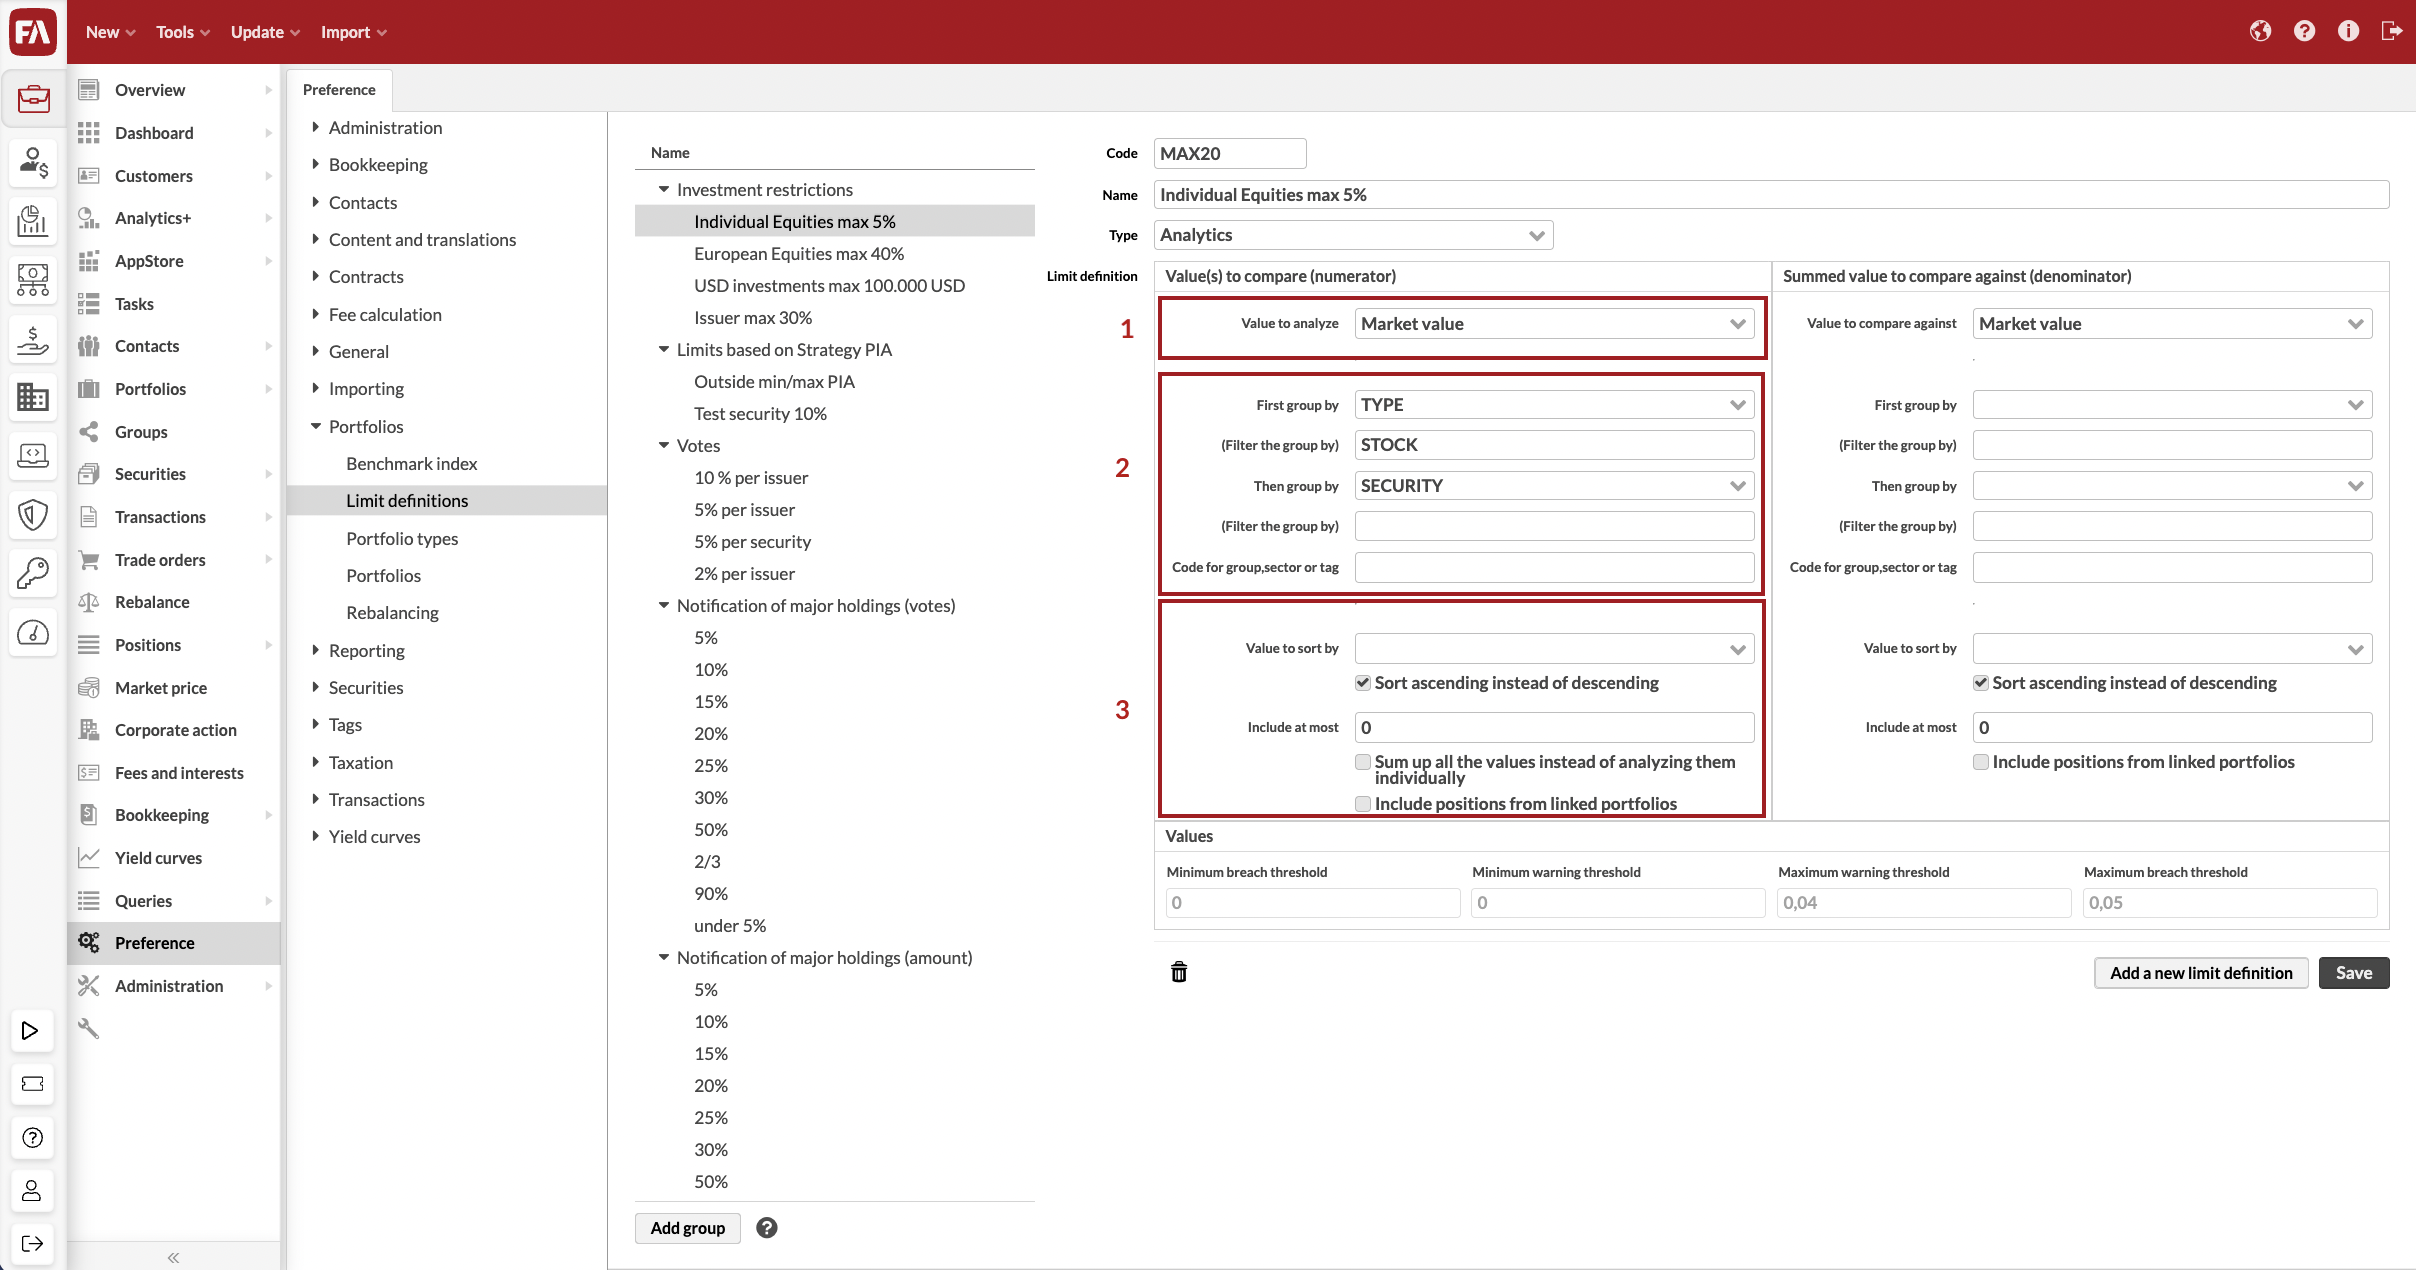 FA
New
Tools
Update
Import
Overview
Dashboard
Customers
Analytics+
AppStore
Tasks
Contacts
Portfolios
Groups
Securities
Transactions
Trade orders
Rebalance
Positions
Market price
Corporate action
Fees and interests
Bookkeeping
Yield curves
Queries
Preference
Administration
Preference
Administration
Bookkeeping
Contacts
Content and translations
Contracts
Fee calculation
General
Importing
Portfolios
Benchmark index
Limit definitions
Portfolio types
Portfolios
Rebalancing
Reporting
Securities
Tags
Taxation
Transactions
Yield curves
Name
Investment restrictions
Individual Equities max 5%
European Equities max 40%
USD investments max 100.000 USD
Issuer max 30%
Limits based on Strategy PIA
Outside min/max PIA
Test security 10%
Votes
10 % per issuer
5% per issuer
5% per security
2% per issuer
Notification of major holdings (votes)
5%
10%
15%
20%
25%
30%
50%
2/3
90%
under 5%
Notification of major holdings (amount)
5%
10%
15%
20%
25%
30%
50%
Add group
Code MAX20
Name Individual Equities max 5%
Type Analytics
Limit definition
Value(s) to compare (numerator)
1
Value to analyze Market value
2
First group by TYPE
(Filter the group by) STOCK
Then group by SECURITY
(Filter the group by)
Code for group,sector or tag
3
Value to sort by
Sort ascending instead of descending
Include at most 0
Sum up all the values instead of analyzing them
individually
Include positions from linked portfolios
Summed value to compare against (denominator)
Value to compare against Market value
First group by
(Filter the group by)
Then group by
(Filter the group by)
Code for group,sector or tag
Value to sort by
Sort ascending instead of descending
Include at most 0
Include positions from linked portfolios
Values
Minimum breach threshold
0
Minimum warning threshold
0
Maximum warning threshold
0,04
Maximum breach threshold
0,05
Add a new limit definition
Save